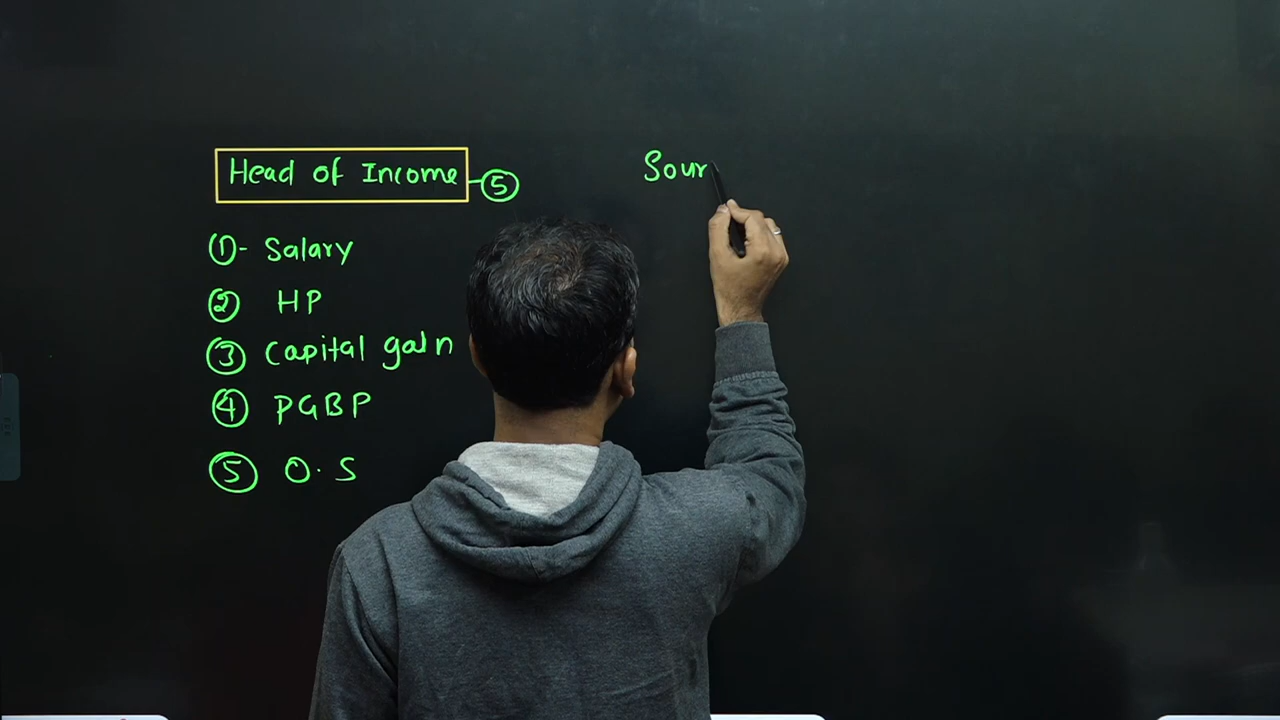 Head of Income - ⑤
①- Salary
② HP
③ Capital gain
④ PGBP
⑤ O.S
Sour